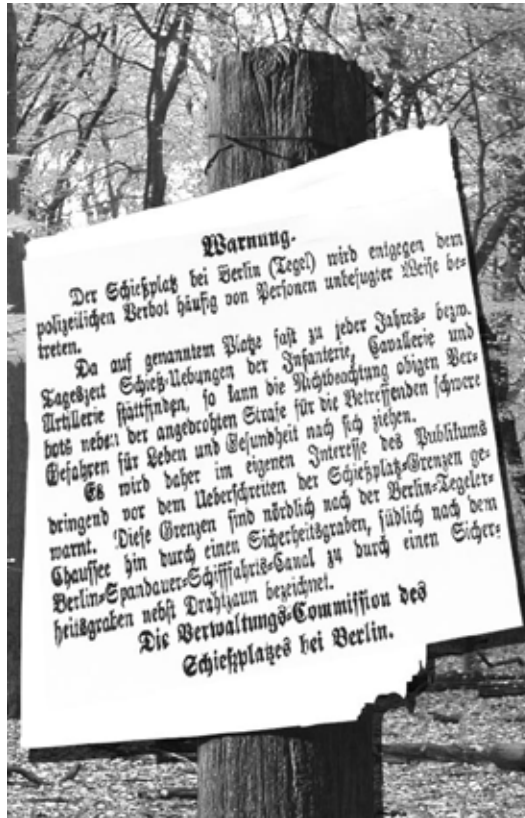 Warnung.
Der Schießplatz bei Berlin (Tegel) wird entgegen dem
polizeilichen Verbot häufig von Personen unbefugter Weise be-
treten.
Da auf genanntem Platze fast zu jeder Jahres- bezw.
Tageszeit Schieß-Uebungen der Infanterie, Cavallerie und
Artillerie stattfinden, so kann die Nichtbeachtung obigen Ver-
bots neben der angedrohten Strafe für die Betreffenden schwere
Gefahren für Leben und Gesundheit nach sich ziehen.
Es wird daher im eigenen Interesse des Publikums
dringend vor dem Ueberschreiten der Schießplatz-Grenzen ge-
warnt. Diese Grenzen sind nördlich nach der Berlin-Tegeler-
Chaussee hin durch einen Sicherheitsgraben, südlich nach dem
Berlin-Spandauer-Schifffahrts-Canal zu durch einen Sicher-
heitsgraben nebst Drahtzaun bezeichnet.
Die Verwaltungs-Commission des
Schießplatzes bei Berlin.